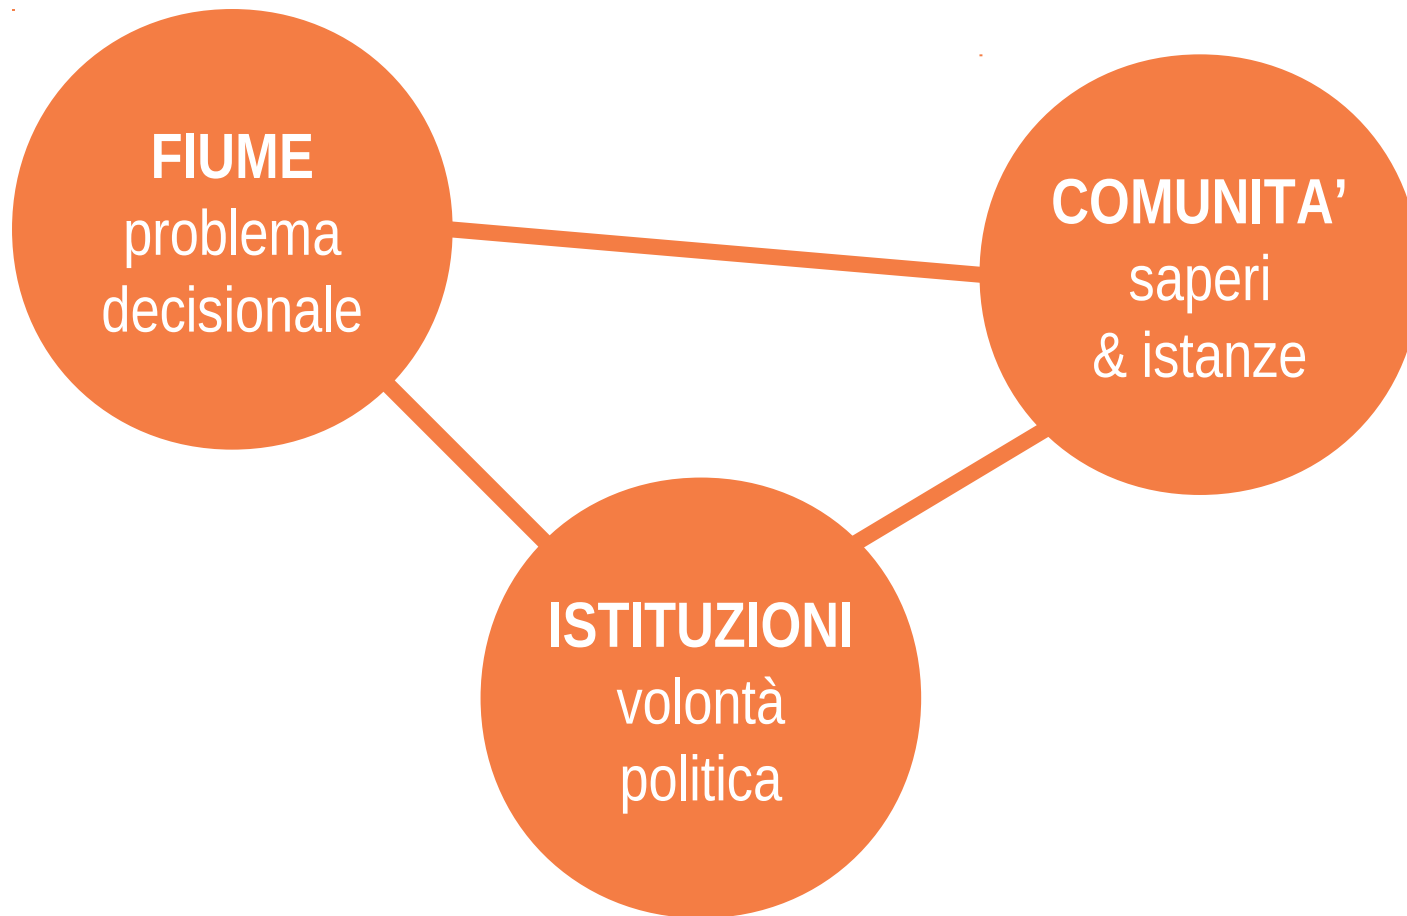 FIUME
problema
decisionale
COMUNITA’
saperi
& istanze
ISTITUZIONI
volontà
politica